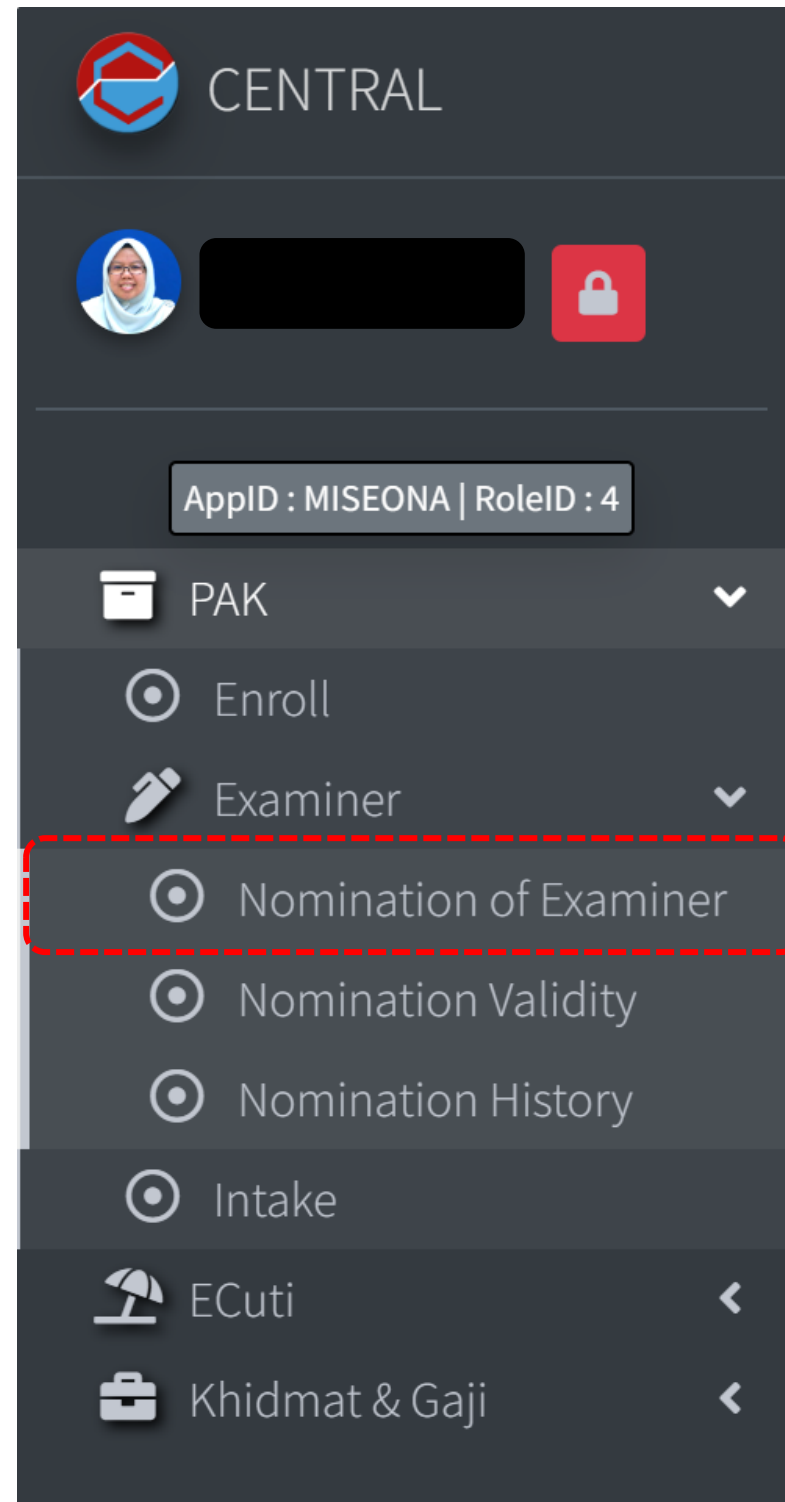 CENTRAL
AppID : MISEONA | RoleID : 4
PAK
Enroll
Examiner
Nomination of Examiner
Nomination Validity
Nomination History
Intake
ECuti
Khidmat & Gaji